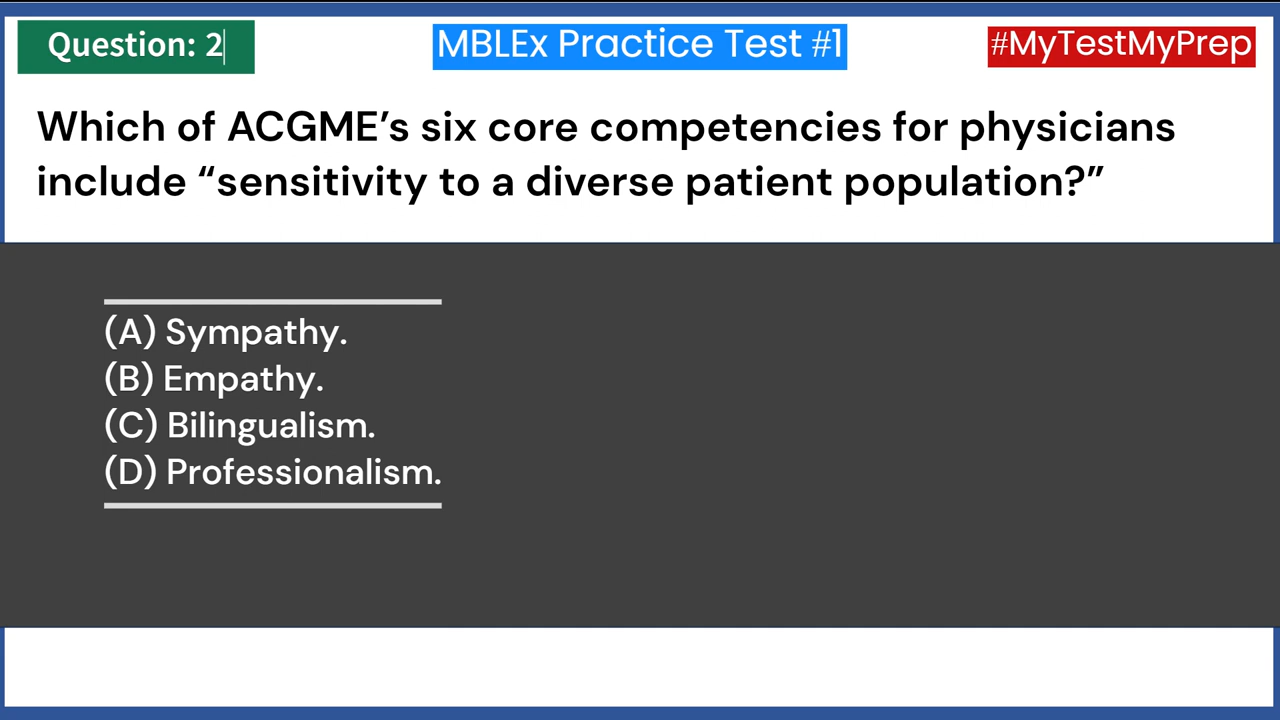 Question: 2
MBLEx Practice Test #1
#MyTestMyPrep
Which of ACGME’s six core competencies for physicians
include “sensitivity to a diverse patient population?”
(A) Sympathy.
(B) Empathy.
(C) Bilingualism.
(D) Professionalism.